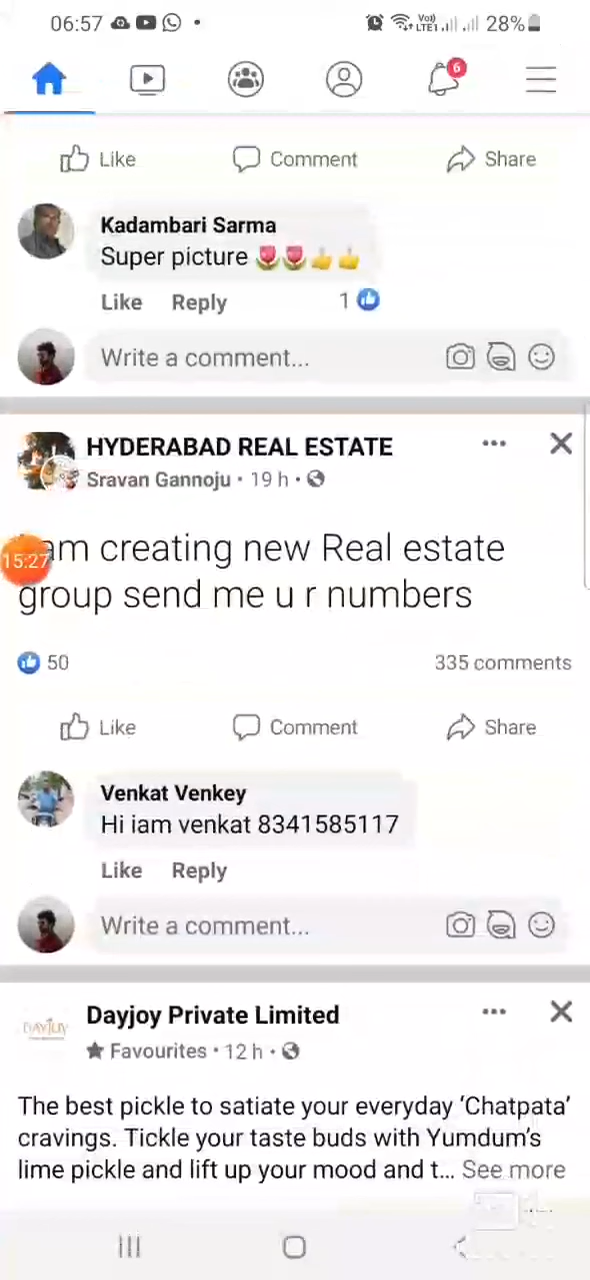 06:57
Vo))
LTE1
28%
6
Like Comment Share
Kadambari Sarma
Super picture 🌷🌷👍👍
Like Reply 1
Write a comment...
HYDERABAD REAL ESTATE
Sravan Gannoju · 19 h ·
15:27
am creating new Real estate
group send me u r numbers
50 335 comments
Like Comment Share
Venkat Venkey
Hi iam venkat 8341585117
Like Reply
Write a comment...
DAYJOY
Dayjoy Private Limited
★ Favourites · 12 h ·
The best pickle to satiate your everyday ‘Chatpata’
cravings. Tickle your taste buds with Yumdum’s
lime pickle and lift up your mood and t... See more